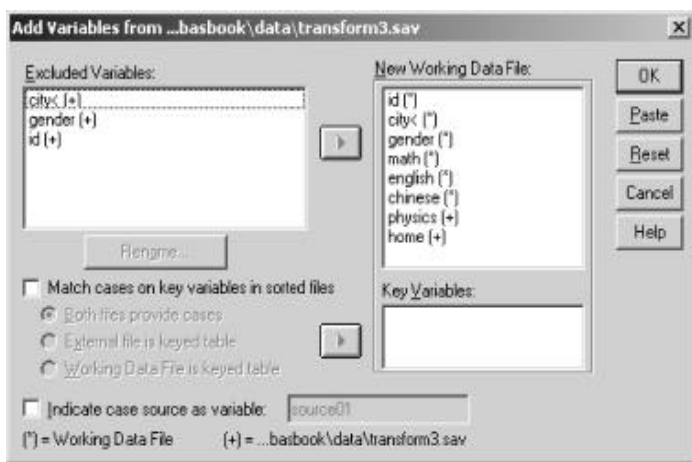 Add Variables from ...basbook\data\transform3.sav
Excluded Variables:
city< (+)
gender (+)
id (+)
Rename...
New Working Data File:
id (*)
city< (*)
gender (*)
math (*)
english (*)
chinese (*)
physics (+)
home (+)
OK
Paste
Reset
Cancel
Help
Match cases on key variables in sorted files
Both files provide cases
External file is keyed table
Working Data File is keyed table
Key Variables:
Indicate case source as variable: source01
(*) = Working Data File (+) = ...basbook\data\transform3.sav